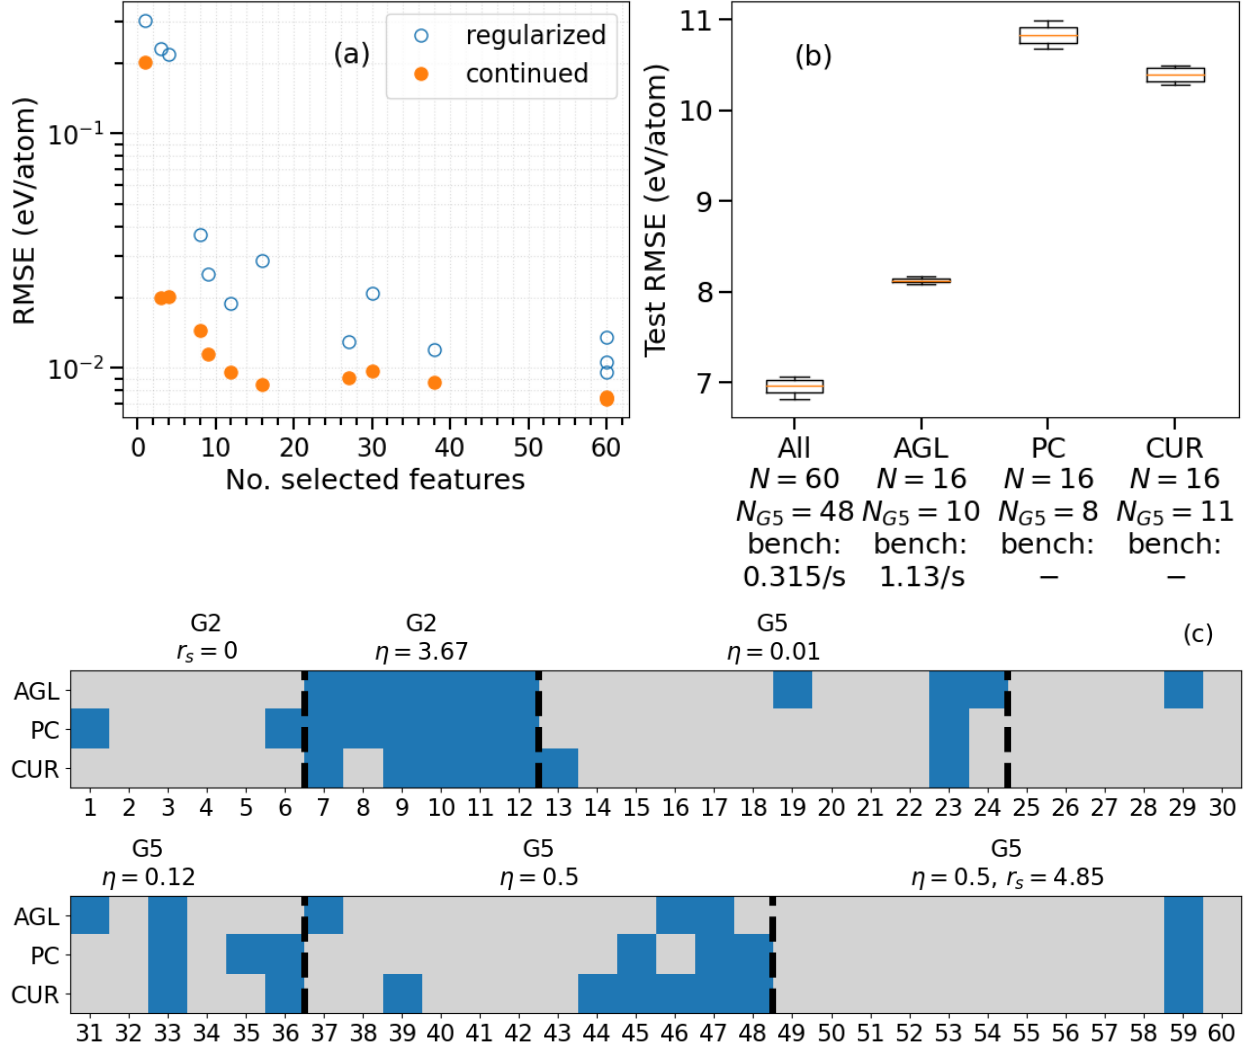 (a)
regularized
continued
RMSE (eV/atom)
10⁻¹
10⁻²
0 10 20 30 40 50 60
No. selected features
(b)
Test RMSE (eV/atom)
11
10
9
8
7
All AGL PC CUR
N = 60 N = 16 N = 16 N = 16
N_G5 = 48 N_G5 = 10 N_G5 = 8 N_G5 = 11
bench: bench: bench: bench:
0.315/s 1.13/s – –
G2 G2 G5 (c)
r_s = 0 η = 3.67 η = 0.01
AGL
PC
CUR
1 2 3 4 5 6 7 8 9 10 11 12 13 14 15 16 17 18 19 20 21 22 23 24 25 26 27 28 29 30
G5 G5 G5
η = 0.12 η = 0.5 η = 0.5, r_s = 4.85
AGL
PC
CUR
31 32 33 34 35 36 37 38 39 40 41 42 43 44 45 46 47 48 49 50 51 52 53 54 55 56 57 58 59 60